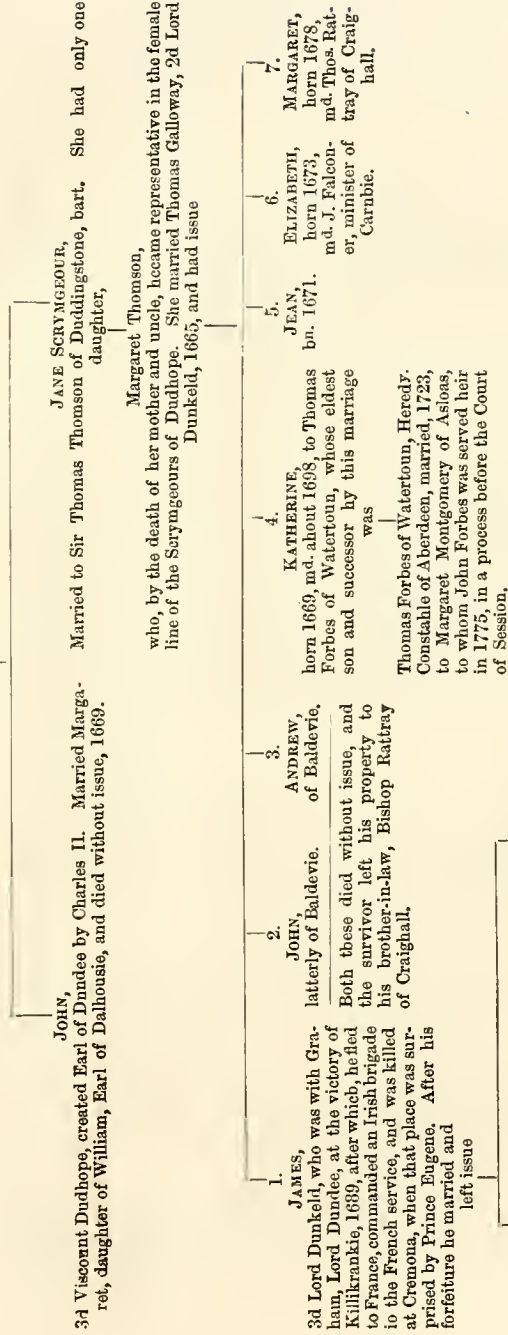 JOHN,
3d Viscount Dudhope, created Earl of Dundee by Charles II. Married Marga-
ret, daughter of William, Earl of Dalhousie, and died without issue, 1669.
JANE SCRYMGEOUR,
Married to Sir Thomas Thomson of Duddingstone, bart. She had only one
daughter,
Margaret Thomson,
who, by the death of her mother and uncle, hccame representative in the female
line of the Scrymgeours of Dudhope. She married Thomas Galloway, 2d Lord
Dunkeld, 1665, and had issue
1.
JAMES,
3d Lord Dunkeld, who was with Gra-
ham, Lord Dundee, at the victory of
Killikrankie, 1689, after which, he fled
to France, commanded an Irish brigade
io the French service, and was killed
at Cremona, when that place was sur-
prised by Prince Eugene. After his
forfeiture he married and
left issue
2.
JOHN,
latterly of Baldevie.
3.
ANDREW,
of Baldevie.
Both tbese died without issue, and
the survivor left his property to
his brother-in-law, Bishop Rattray
of Craighall.
4.
KATHERINE,
horn 1669, md. ahout 1698, to Thomas
Forbes of Watertoun, whose eldest
son and successor hy this marriage
was
Thomas Forbes of Watertoun, Heredy.
Constable of Aberdeen, married, 1723,
to Margaret Montgomery of Asloas,
to whom John Forbes was served heir
in 1775, in a process before the Court
of Session,
5.
JEAN,
bn. 1671.
6.
ELIZABETH,
horn 1673,
md. J. Falcon-
er, minister of
Carnbie.
7.
MARGARET,
horn 1678,
md. Thos. Rat-
tray of Craig-
hall.